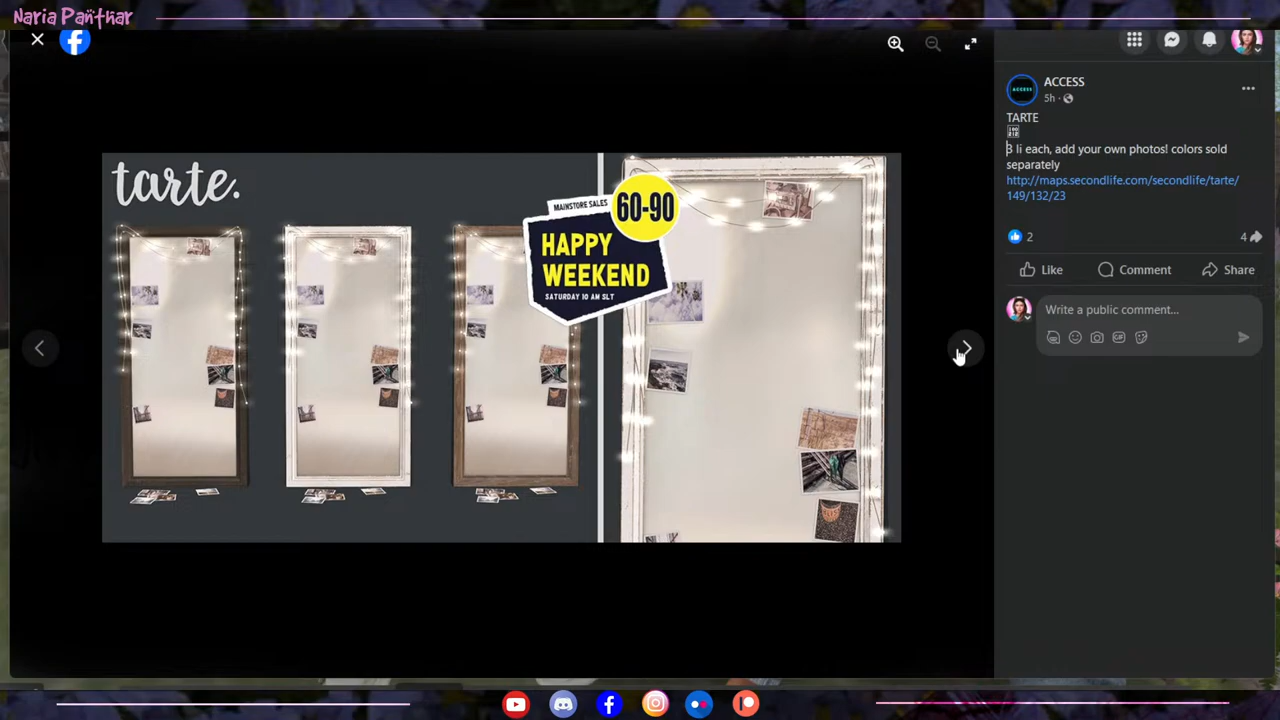 Naria Panthar
ACCESS
ACCESS
5h ·
TARTE
3 li each, add your own photos! colors sold
separately
http://maps.secondlife.com/secondlife/tarte/
149/132/23
2
4
Like
Comment
Share
Write a public comment...
GIF
tarte.
MAINSTORE SALES
60-90
HAPPY
WEEKEND
SATURDAY 10 AM SLT